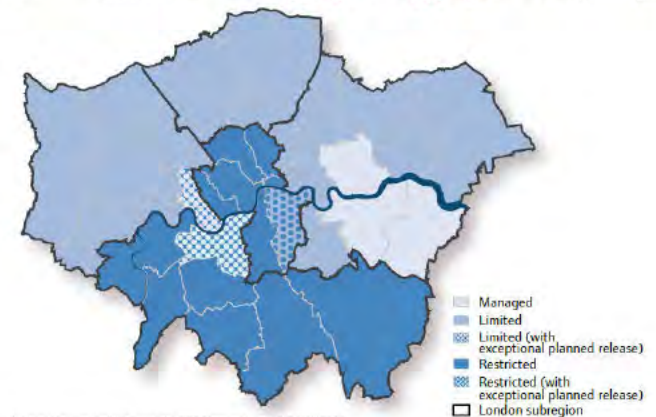 Managed
Limited
Limited (with
exceptional planned release)
Restricted
Restricted (with
exceptional planned release)
London subregion